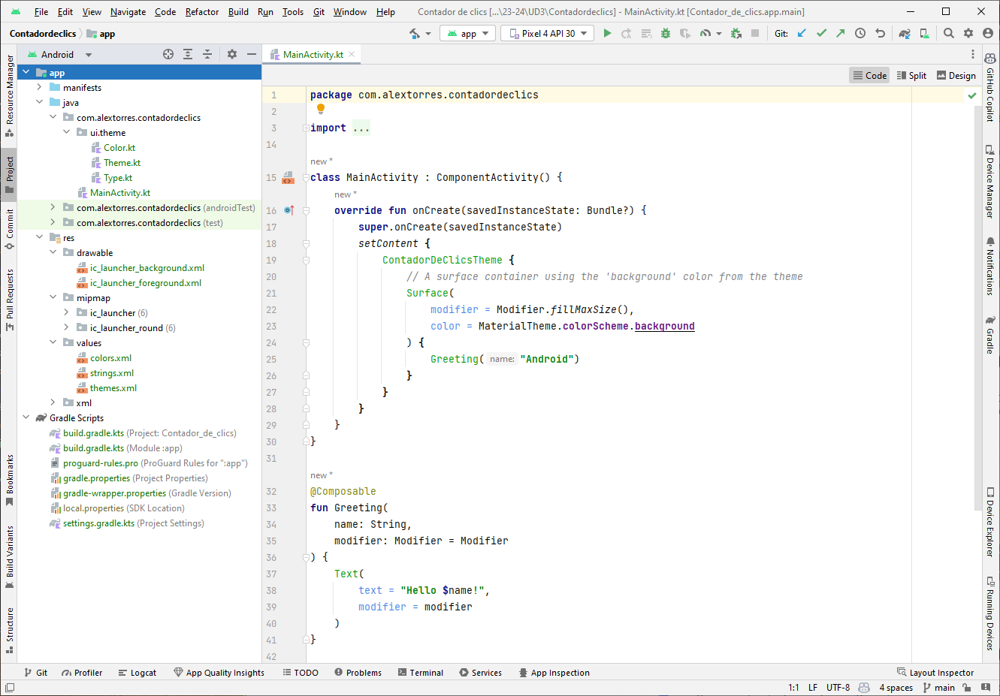 File Edit View Navigate Code Refactor Build Run Tools Git Window Help Contador de clics [...\23-24\UD3\Contadordeclics] - MainActivity.kt [Contador_de_clics.app.main]
Contadordeclics app app Pixel 4 API 30 Git:
Android
MainActivity.kt
Code Split Design
Resource Manager
Project
Commit
Pull Requests
Bookmarks
Build Variants
Structure
app
manifests
java
com.alextorres.contadordeclics
ui.theme
Color.kt
Theme.kt
Type.kt
MainActivity.kt
com.alextorres.contadordeclics (androidTest)
com.alextorres.contadordeclics (test)
res
drawable
ic_launcher_background.xml
ic_launcher_foreground.xml
mipmap
ic_launcher (6)
ic_launcher_round (6)
values
colors.xml
strings.xml
themes.xml
xml
Gradle Scripts
build.gradle.kts (Project: Contador_de_clics)
build.gradle.kts (Module :app)
proguard-rules.pro (ProGuard Rules for ":app")
gradle.properties (Project Properties)
gradle-wrapper.properties (Gradle Version)
local.properties (SDK Location)
settings.gradle.kts (Project Settings)
1 package com.alextorres.contadordeclics
2
3 import ...
14
new *
15 class MainActivity : ComponentActivity() {
new *
16 override fun onCreate(savedInstanceState: Bundle?) {
17 super.onCreate(savedInstanceState)
18 setContent {
19 ContadorDeClicsTheme {
20 // A surface container using the 'background' color from the theme
21 Surface(
22 modifier = Modifier.fillMaxSize(),
23 color = MaterialTheme.colorScheme.background
24 ) {
25 Greeting( name: "Android")
26 }
27 }
28 }
29 }
30 }
31
new *
32 @Composable
33 fun Greeting(
34 name: String,
35 modifier: Modifier = Modifier
36 ) {
37 Text(
38 text = "Hello $name!",
39 modifier = modifier
40 )
41 }
42
GitHub Copilot
Device Manager
Notifications
Gradle
Device Explorer
Running Devices
Git Profiler Logcat App Quality Insights TODO Problems Terminal Services App Inspection Layout Inspector
1:1 LF UTF-8 4 spaces main